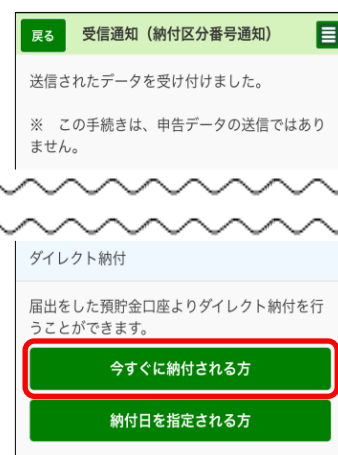 戻る 受信通知（納付区分番号通知）
送信されたデータを受け付けました。
※　この手続きは、申告データの送信ではあり
ません。
ダイレクト納付
届出をした預貯金口座よりダイレクト納付を行
うことができます。
今すぐに納付される方
納付日を指定される方